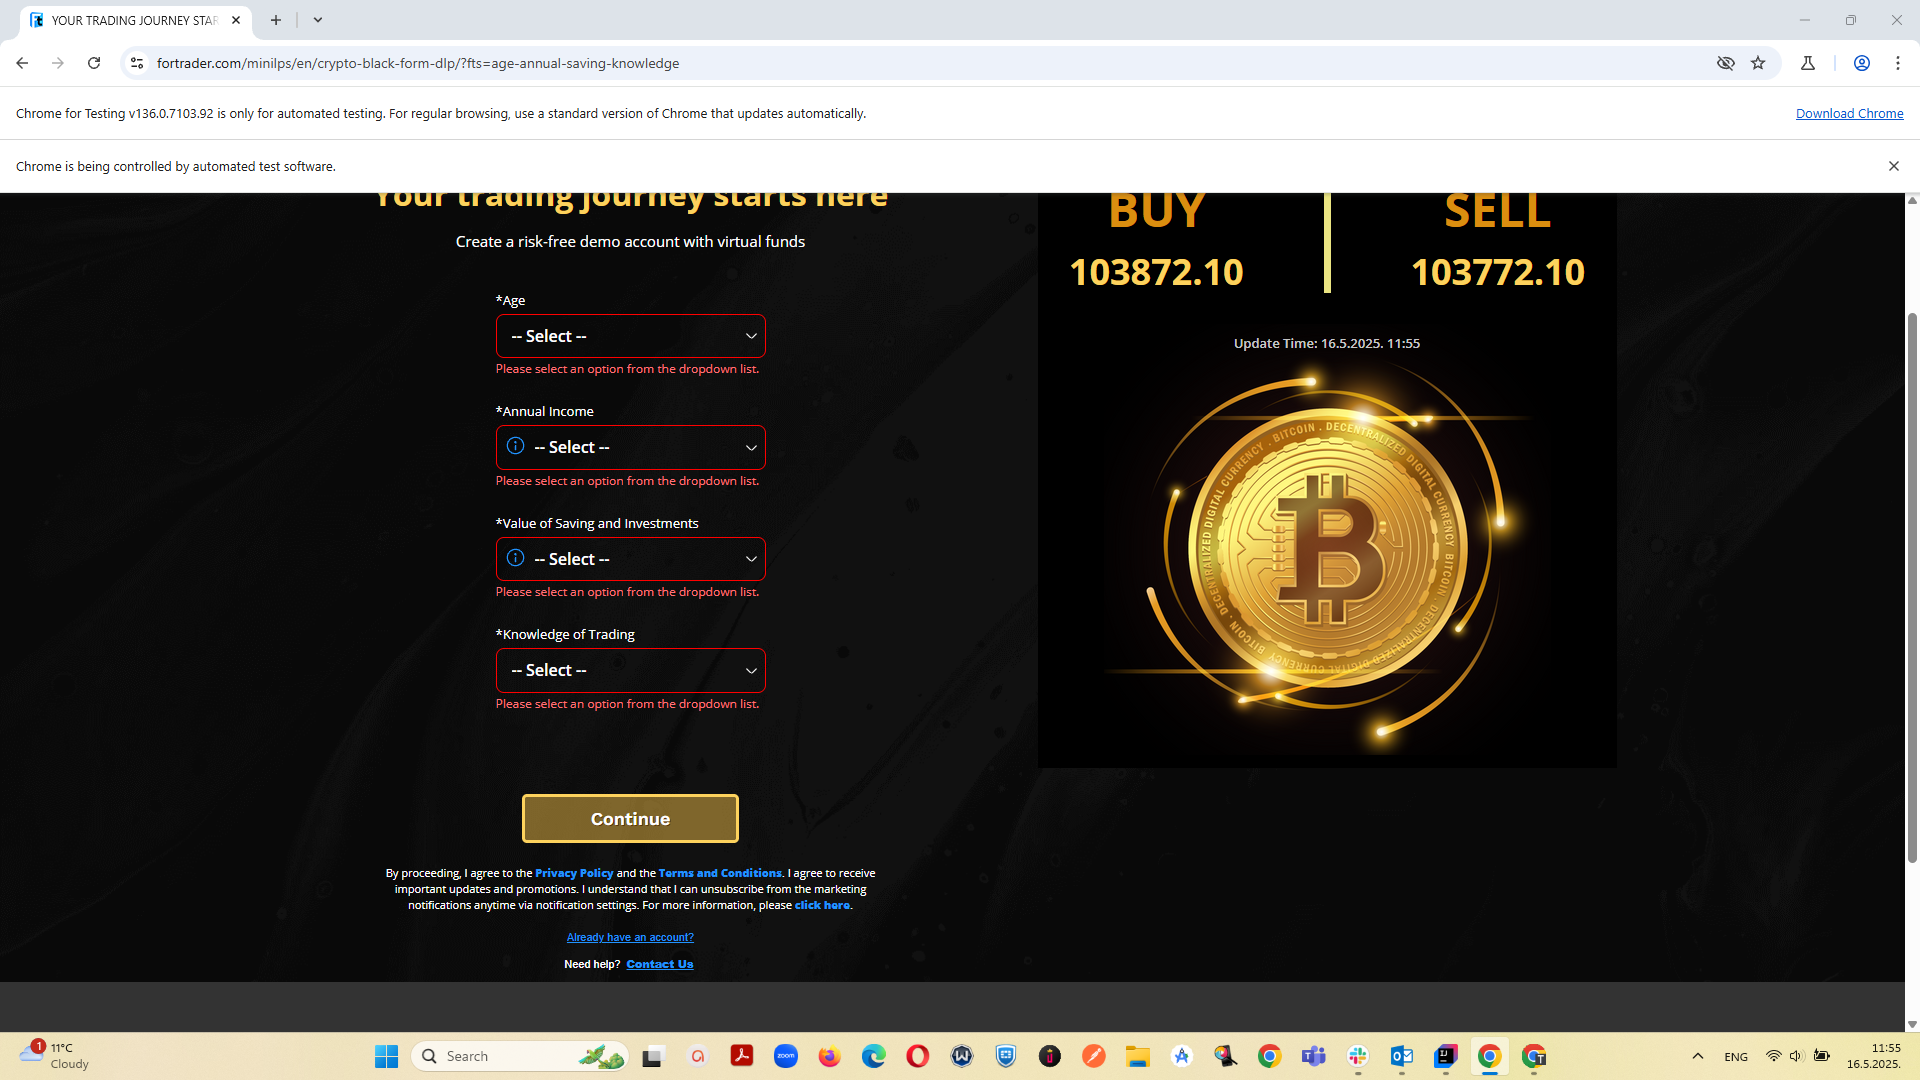 YOUR TRADING JOURNEY STAR
fortrader.com/minilps/en/crypto-black-form-dlp/?fts=age-annual-saving-knowledge
Chrome for Testing v136.0.7103.92 is only for automated testing. For regular browsing, use a standard version of Chrome that updates automatically.
Download Chrome
Chrome is being controlled by automated test software.
Your trading journey starts here
Create a risk-free demo account with virtual funds
*Age
-- Select --
Please select an option from the dropdown list.
*Annual Income
-- Select --
Please select an option from the dropdown list.
*Value of Saving and Investments
-- Select --
Please select an option from the dropdown list.
*Knowledge of Trading
-- Select --
Please select an option from the dropdown list.
Continue
By proceeding, I agree to the Privacy Policy and the Terms and Conditions. I agree to receive
important updates and promotions. I understand that I can unsubscribe from the marketing
notifications anytime via notification settings. For more information, please click here.
Already have an account?
Need help? Contact Us
BUY
SELL
103872.10
103772.10
Update Time: 16.5.2025. 11:55
BITCOIN . DECENTRALIZED DIGITAL CURRENCY . BITCOIN . DECENTRALIZED DIGITAL CURRENCY . BITCOIN . DECENTRALIZED DIGITAL CURRENCY .
1
11°C
Cloudy
Search
zoom
ENG
11:55
16.5.2025.